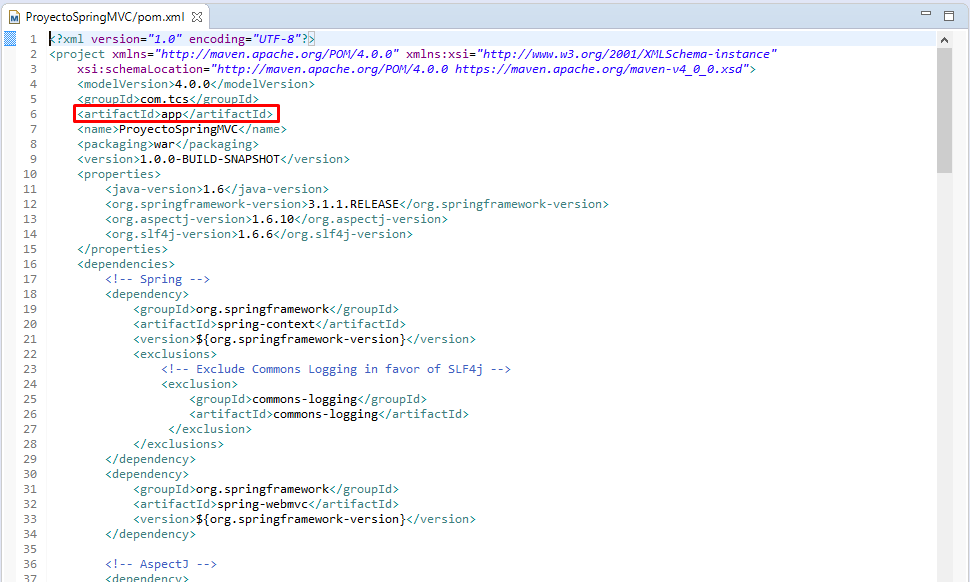 ProyectoSpringMVC/pom.xml
1 <?xml version="1.0" encoding="UTF-8"?>
2 <project xmlns="http://maven.apache.org/POM/4.0.0" xmlns:xsi="http://www.w3.org/2001/XMLSchema-instance"
3     xsi:schemaLocation="http://maven.apache.org/POM/4.0.0 https://maven.apache.org/maven-v4_0_0.xsd">
4     <modelVersion>4.0.0</modelVersion>
5     <groupId>com.tcs</groupId>
6     <artifactId>app</artifactId>
7     <name>ProyectoSpringMVC</name>
8     <packaging>war</packaging>
9     <version>1.0.0-BUILD-SNAPSHOT</version>
10     <properties>
11         <java-version>1.6</java-version>
12         <org.springframework-version>3.1.1.RELEASE</org.springframework-version>
13         <org.aspectj-version>1.6.10</org.aspectj-version>
14         <org.slf4j-version>1.6.6</org.slf4j-version>
15     </properties>
16     <dependencies>
17         <!-- Spring -->
18         <dependency>
19             <groupId>org.springframework</groupId>
20             <artifactId>spring-context</artifactId>
21             <version>${org.springframework-version}</version>
22             <exclusions>
23                 <!-- Exclude Commons Logging in favor of SLF4j -->
24                 <exclusion>
25                     <groupId>commons-logging</groupId>
26                     <artifactId>commons-logging</artifactId>
27                  </exclusion>
28             </exclusions>
29         </dependency>
30         <dependency>
31             <groupId>org.springframework</groupId>
32             <artifactId>spring-webmvc</artifactId>
33             <version>${org.springframework-version}</version>
34         </dependency>
35
36         <!-- AspectJ -->
37         <dependency>